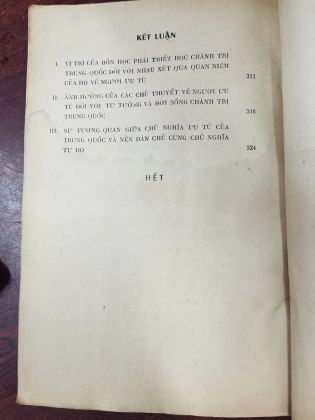 KẾT LUẬN
I. VỊ TRÍ CỦA BỐN HỌC PHÁI TRIẾT HỌC CHÁNH TRỊ
TRUNG QUỐC ĐỐI VỚI NHAU XÉT QUA QUAN NIỆM
CỦA HỌ VỀ NGƯỜI ƯU TÚ 311
II. ẢNH HƯỞNG CỦA CÁC CHỦ THUYẾT VỀ NGƯỜI ƯU
TÚ ĐỐI VỚI TƯ TƯỞNG VÀ ĐỜI SỐNG CHÁNH TRỊ
TRUNG QUỐC 316
III. SỰ TƯƠNG QUAN GIỮA CHỦ NGHĨA ƯU TÚ CỦA
TRUNG QUỐC VÀ NỀN DÂN CHỦ CÙNG CHỦ NGHĨA
TỰ DO 324
HẾT